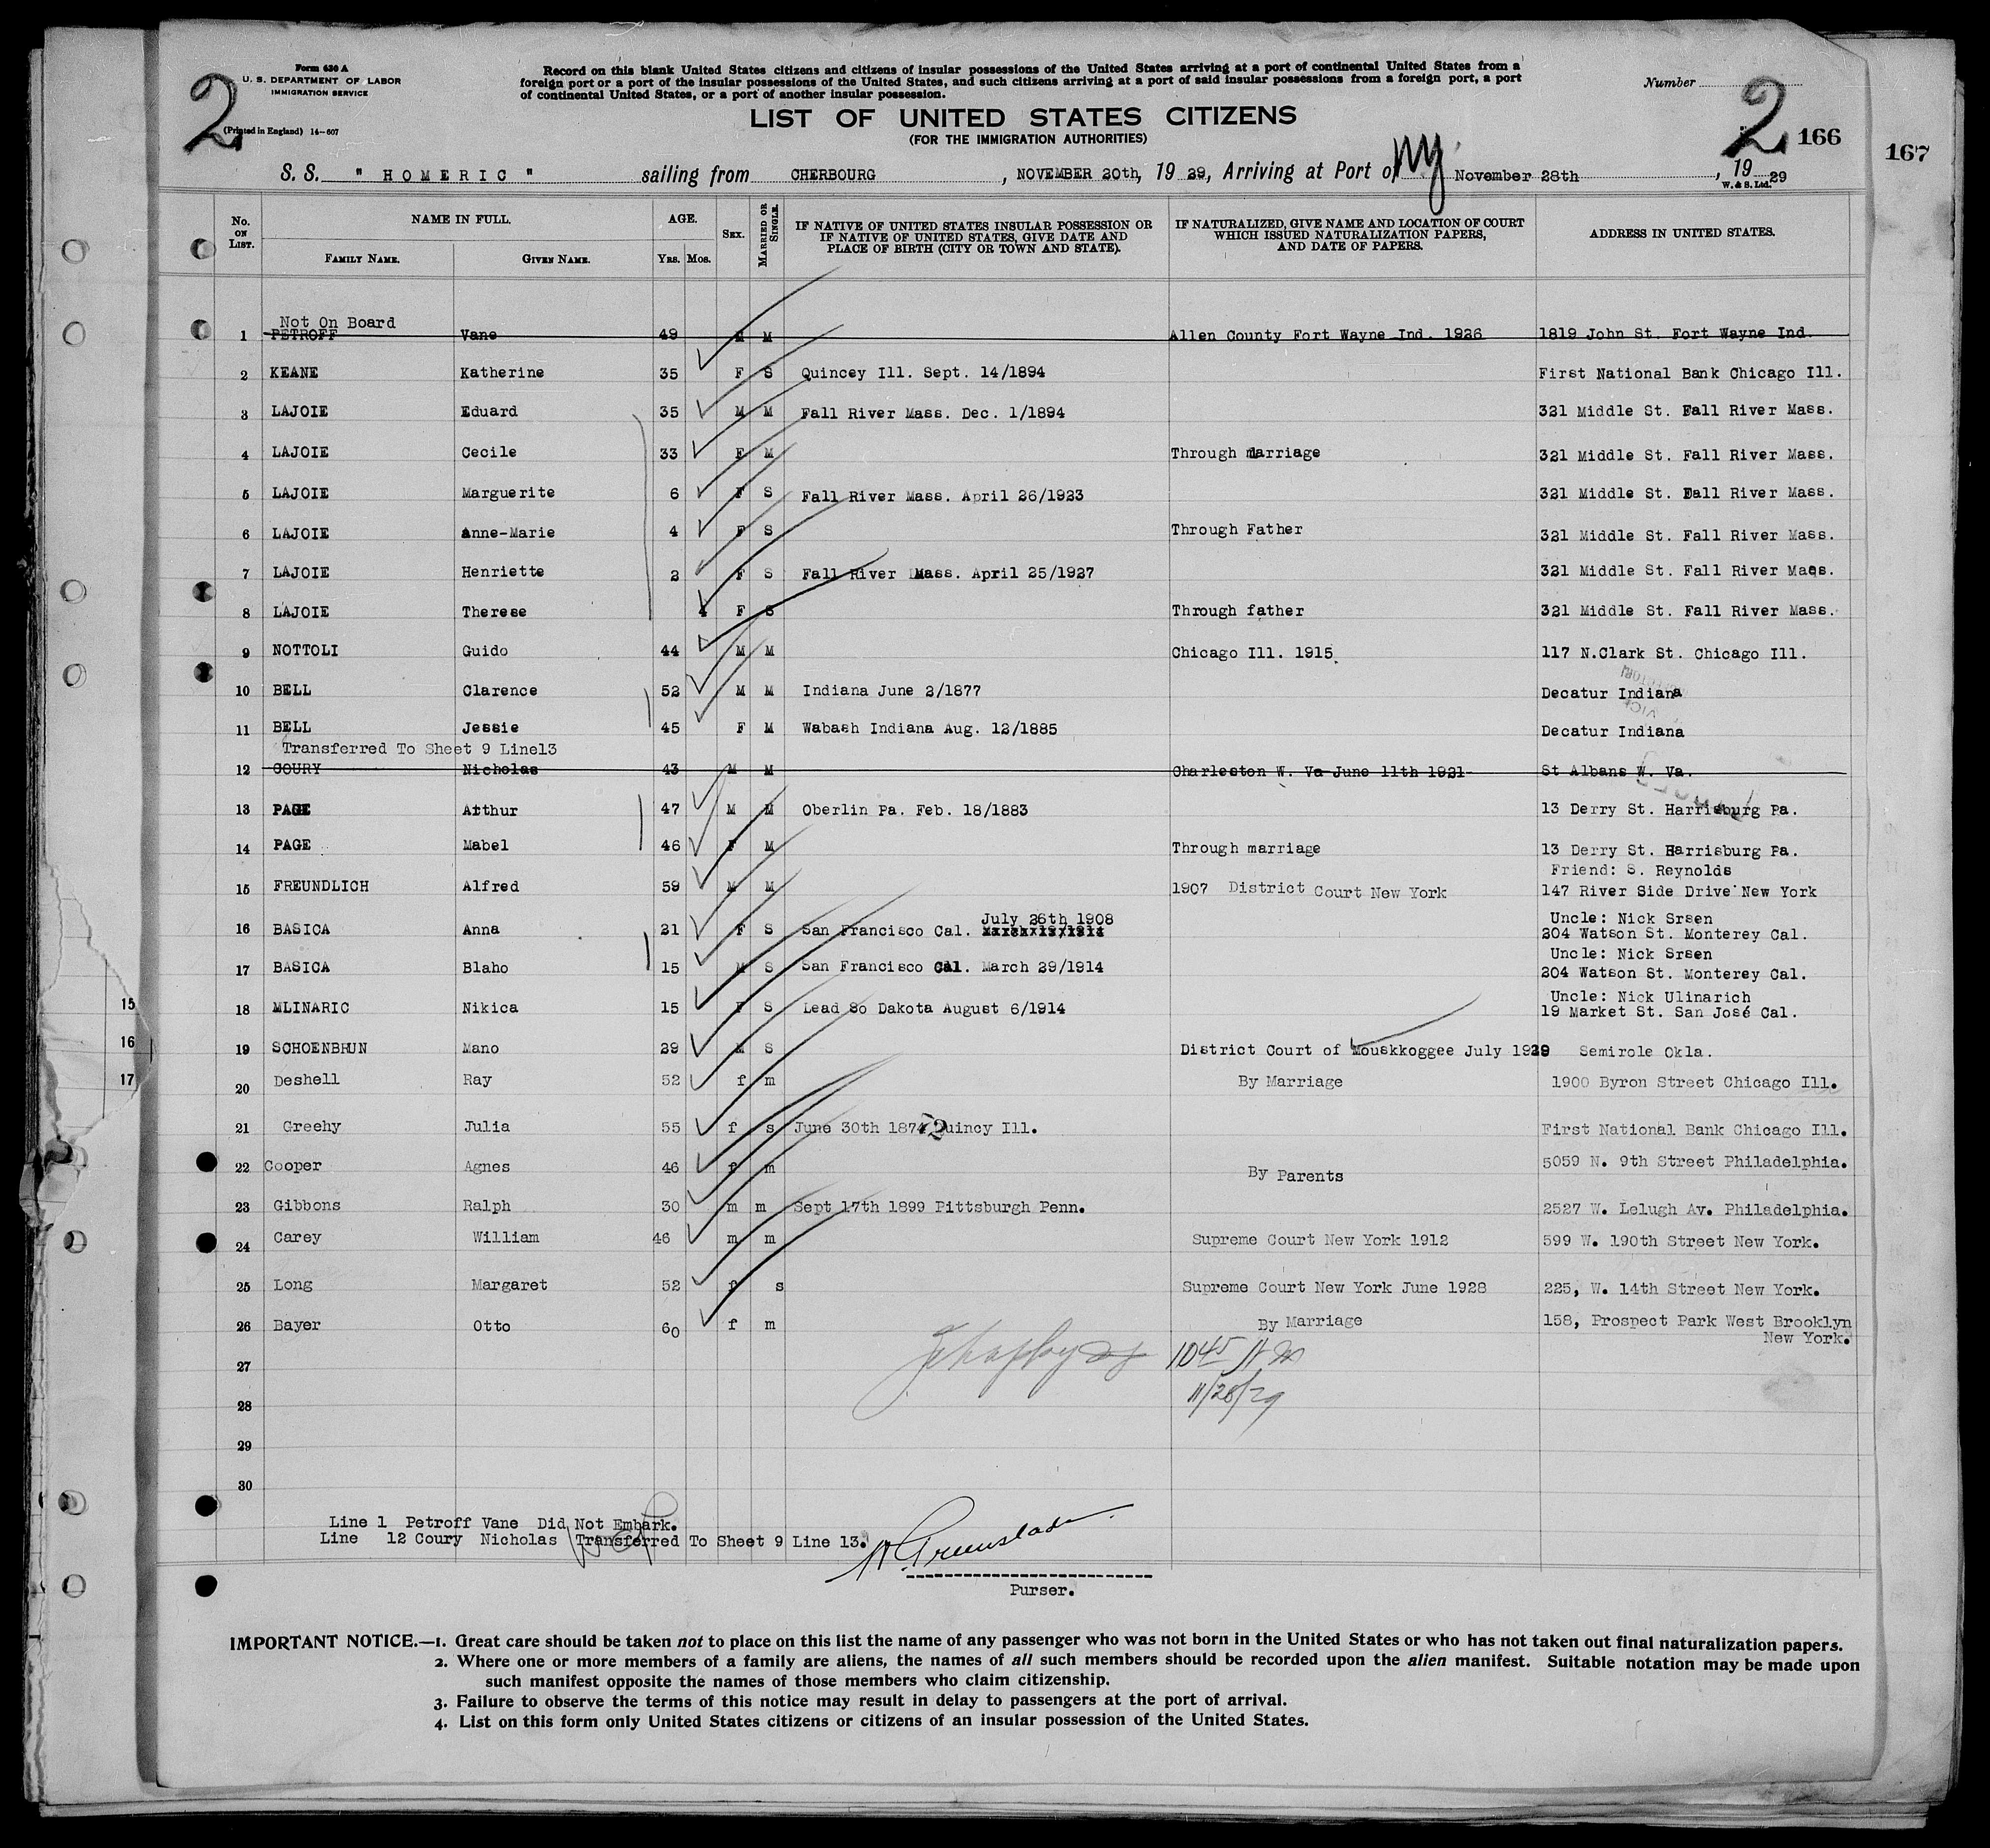 Form 630 A
U. S. DEPARTMENT OF LABOR
IMMIGRATION SERVICE
2
(Printed in England) 14-607
Record on this blank United States citizens and citizens of insular possessions of the United States arriving at a port of continental United States from a
foreign port or a port of the insular possessions of the United States, and such citizens arriving at a port of said insular possessions from a foreign port, a port
of continental United States, or a port of another insular possession.
Number
2 166
167
LIST OF UNITED STATES CITIZENS
(FOR THE IMMIGRATION AUTHORITIES)
S. S. " HOMERIC " sailing from CHERBOURG, NOVEMBER 20th, 19 29, Arriving at Port of NY November 28th, 19 29
W. & S. Ltd.
No. ON LIST. NAME IN FULL. AGE. SEX. MARRIED OR SINGLE. IF NATIVE OF UNITED STATES INSULAR POSSESSION OR IF NATIVE OF UNITED STATES, GIVE DATE AND PLACE OF BIRTH (CITY OR TOWN AND STATE). IF NATURALIZED, GIVE NAME AND LOCATION OF COURT WHICH ISSUED NATURALIZATION PAPERS, AND DATE OF PAPERS. ADDRESS IN UNITED STATES.
FAMILY NAME. GIVEN NAME. YRS. MOS.
Not On Board
1 PETROFF Vane 49 M M Allen County Fort Wayne Ind. 1926 1819 John St. Fort Wayne Ind.
2 KEANE Katherine 35 F S Quincey Ill. Sept. 14/1894 First National Bank Chicago Ill.
3 LAJOIE Eduard 35 M M Fall River Mass. Dec. 1/1894 321 Middle St. Fall River Mass.
4 LAJOIE Cecile 33 F M Through marriage 321 Middle St. Fall River Mass.
5 LAJOIE Marguerite 6 F S Fall River Mass. April 26/1923 321 Middle St. Fall River Mass.
6 LAJOIE Anne-Marie 4 F S Through Father 321 Middle St. Fall River Mass.
7 LAJOIE Henriette 2 F S Fall River Mass. April 25/1927 321 Middle St. Fall River Mass.
8 LAJOIE Therese 4 F S Through father 321 Middle St. Fall River Mass.
9 NOTTOLI Guido 44 M M Chicago Ill. 1915. 117 N.Clark St. Chicago Ill.
10 BELL Clarence 52 M M Indiana June 2/1877 Decatur Indiana
11 BELL Jessie 45 F M Wabash Indiana Aug. 12/1885 Decatur Indiana
Transferred To Sheet 9 Line13
12 COURY Nicholas 43 M M Charleston W. Va June 11th 1921 St Albans W. Va.
13 PAGE Arthur 47 M M Oberlin Pa. Feb. 18/1883 13 Derry St. Harrisburg Pa.
14 PAGE Mabel 46 F M Through marriage 13 Derry St. Harrisburg Pa.
Friend: S. Reynolds
15 FREUNDLICH Alfred 59 M M 1907 District Court New York 147 River Side Drive New York
July 26th 1908 Uncle: Nick Srsen
16 BASICA Anna 21 F S San Francisco Cal. 204 Watson St. Monterey Cal.
Uncle: Nick Srsen
17 BASICA Blaho 15 M S San Francisco Cal. March 29/1914 204 Watson St. Monterey Cal.
Uncle: Nick Ulinarich
18 MLINARIC Nikica 15 F S Lead So Dakota August 6/1914 19 Market St. San José Cal.
19 SCHOENBRUN Mano 29 M S District Court of Mouskkoggee July 1929 Semirole Okla.
20 Deshell Ray 52 f m By Marriage 1900 Byron Street Chicago Ill.
21 Greehy Julia 55 f s June 30th 1874 Quincy Ill. First National Bank Chicago Ill.
22 Cooper Agnes 46 f m By Parents 5059 N. 9th Street Philadelphia.
23 Gibbons Ralph 30 m m Sept 17th 1899 Pittsburgh Penn. 2527 W. Lelugh Av. Philadelphia.
24 Carey William 46 m m Supreme Court New York 1912 599 W. 190th Street New York.
25 Long Margaret 52 f s Supreme Court New York June 1928 225, W. 14th Street New York.
26 Bayer Otto 60 f m By Marriage 158, Prospect Park West Brooklyn
New York.
27 1045 A M
28 11/28/29
29
30
15
16
17
Line 1 Petroff Vane Did Not Embark.
Line 12 Coury Nicholas Transferred To Sheet 9 Line 13.
Greenslade
Purser.
IMPORTANT NOTICE.—1. Great care should be taken not to place on this list the name of any passenger who was not born in the United States or who has not taken out final naturalization papers.
2. Where one or more members of a family are aliens, the names of all such members should be recorded upon the alien manifest. Suitable notation may be made upon
such manifest opposite the names of those members who claim citizenship.
3. Failure to observe the terms of this notice may result in delay to passengers at the port of arrival.
4. List on this form only United States citizens or citizens of an insular possession of the United States.